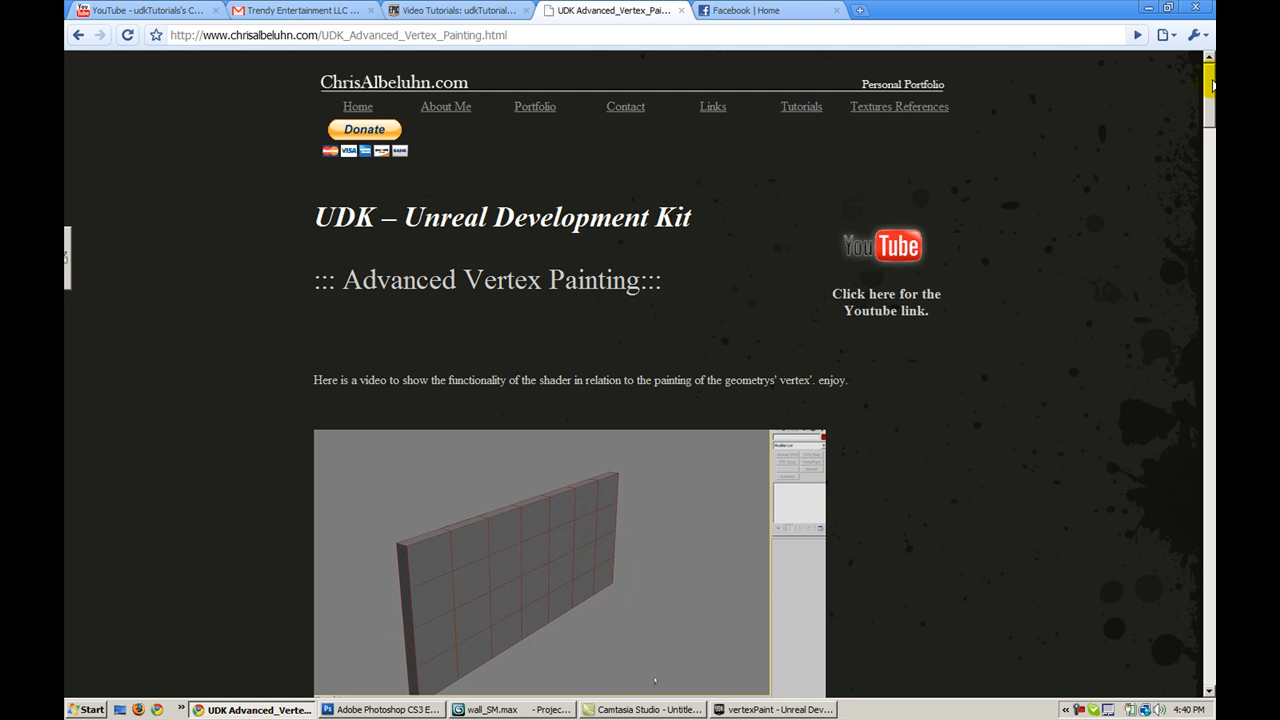 YouTube - udkTutorials's C...
Trendy Entertainment LLC ...
Video Tutorials: udkTutorial...
UDK Advanced_Vertex_Pai...
Facebook | Home
http://www.chrisalbeluhn.com/UDK_Advanced_Vertex_Painting.html
ChrisAlbeluhn.com
Personal Portfolio
Home About Me Portfolio Contact Links Tutorials Textures References
Donate
VISA BANK
UDK – Unreal Development Kit
YouTube
::: Advanced Vertex Painting:::
Click here for the
Youtube link.
Here is a video to show the functionality of the shader in relation to the painting of the geometrys' vertex'. enjoy.
Modifier List
Start
UDK Advanced_Verte...
Adobe Photoshop CS3 E...
wall_SM.max - Projec...
Camtasia Studio - Untitle...
vertexPaint - Unreal Dev...
4:40 PM